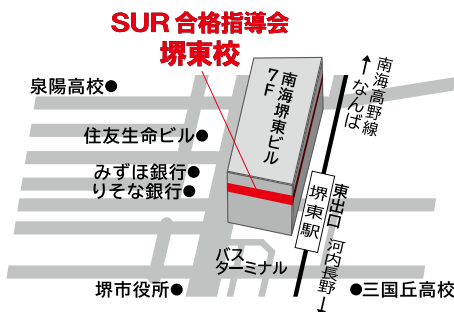 SUR 合格指導会
堺東校
南海堺東ビル
7F
泉陽高校
住友生命ビル
みずほ銀行
りそな銀行
南海高野線
なんば
堺東駅
東出口
河内長野
バス
ターミナル
堺市役所
三国丘高校